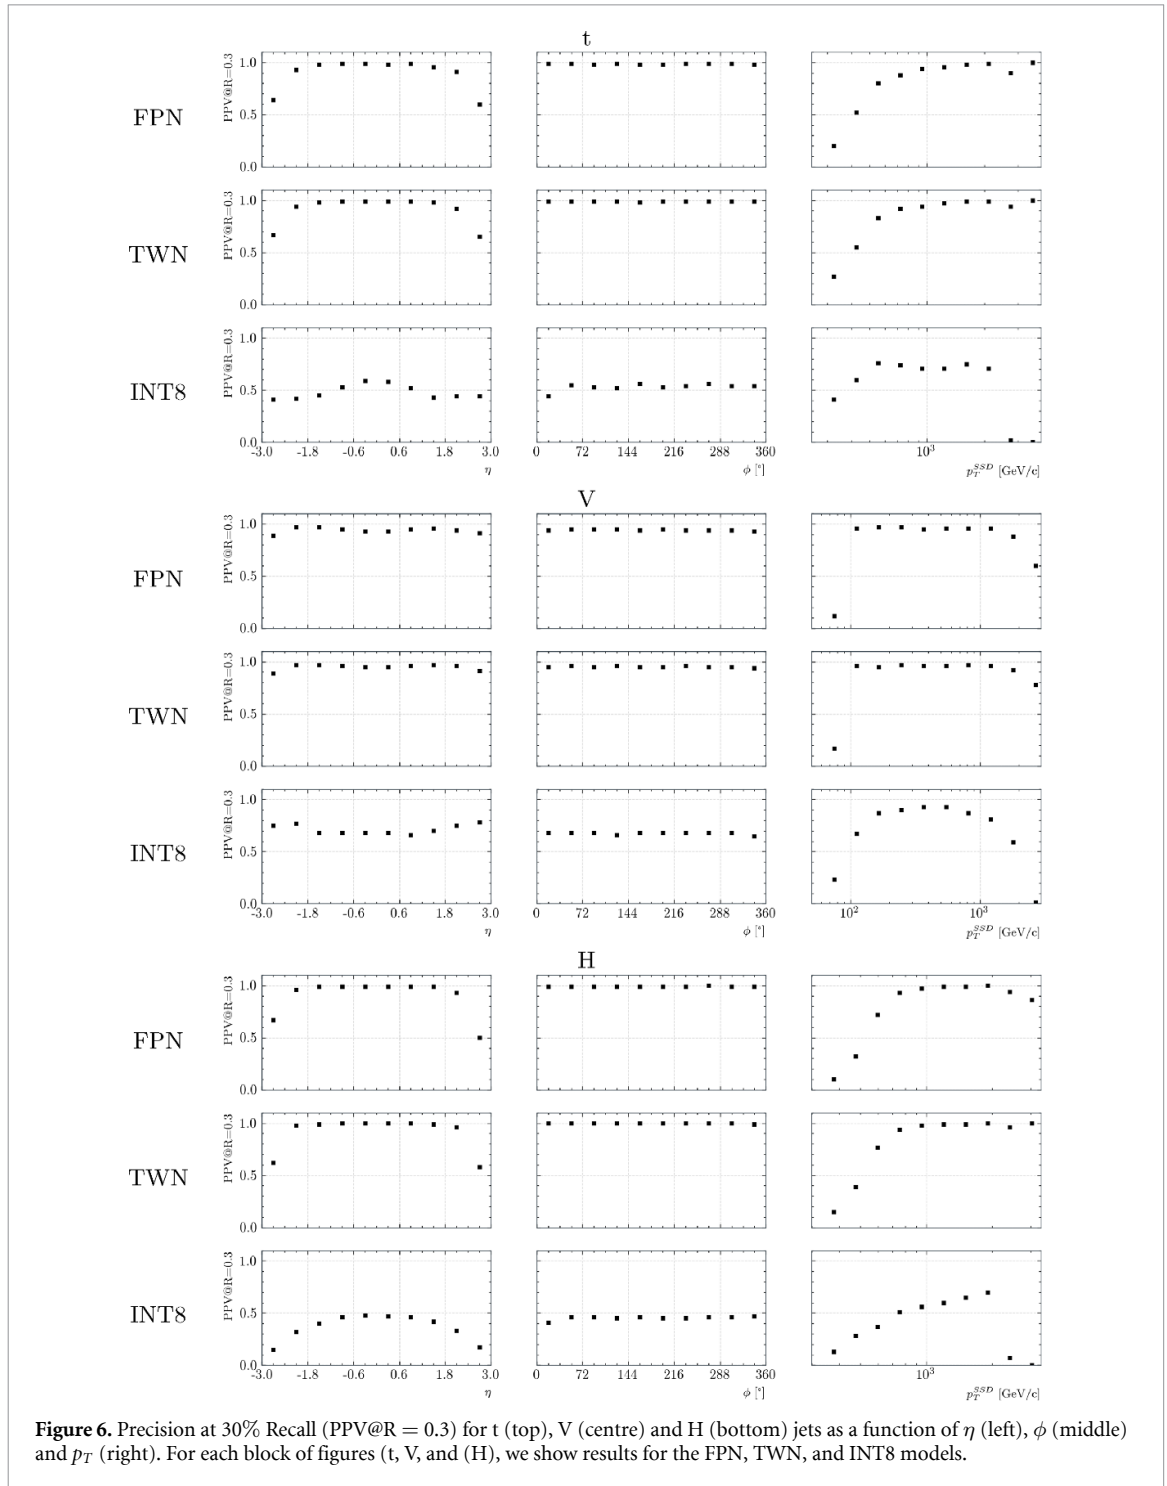 t
FPN
PPV@R=0.3
1.0
0.5
0.0
TWN
PPV@R=0.3
1.0
0.5
0.0
INT8
PPV@R=0.3
1.0
0.5
0.0
-3.0 -1.8 -0.6 0.6 1.8 3.0
η
0 72 144 216 288 360
ϕ [°]
10³
p_T^{SSD} [GeV/c]
V
FPN
PPV@R=0.3
1.0
0.5
0.0
TWN
PPV@R=0.3
1.0
0.5
0.0
INT8
PPV@R=0.3
1.0
0.5
0.0
-3.0 -1.8 -0.6 0.6 1.8 3.0
η
0 72 144 216 288 360
ϕ [°]
10² 10³
p_T^{SSD} [GeV/c]
H
FPN
PPV@R=0.3
1.0
0.5
0.0
TWN
PPV@R=0.3
1.0
0.5
0.0
INT8
PPV@R=0.3
1.0
0.5
0.0
-3.0 -1.8 -0.6 0.6 1.8 3.0
η
0 72 144 216 288 360
ϕ [°]
10³
p_T^{SSD} [GeV/c]
Figure 6. Precision at 30% Recall (PPV@R = 0.3) for t (top), V (centre) and H (bottom) jets as a function of η (left), ϕ (middle)
and p_T (right). For each block of figures (t, V, and (H), we show results for the FPN, TWN, and INT8 models.